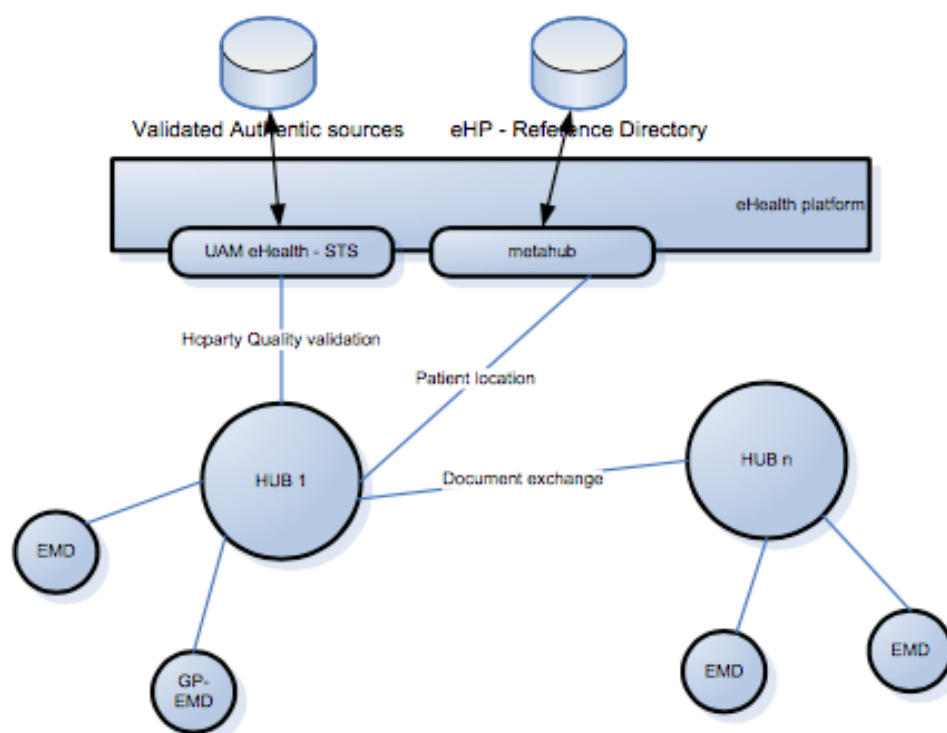 Validated Authentic sources
eHP - Reference Directory
eHealth platform
UAM eHealth - STS
metahub
Hcparty Quality validation
Patient location
HUB 1
HUB n
Document exchange
EMD
GP-
EMD
EMD
EMD